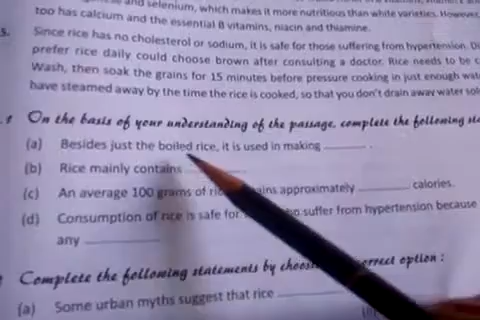 and selenium, which makes it more nutritious than white varieties. However,
too has calcium and the essential B vitamins, niacin and thiamine.
Since rice has no cholesterol or sodium, it is safe for those suffering from hypertension.
prefer rice daily could choose brown after consulting a doctor. Rice needs to be
Wash, then soak the grains for 15 minutes before pressure cooking in just enough
have steamed away by the time the rice is cooked, so that you don't drain away water
On the basis of your understanding of the passage, complete the following
(a) Besides just the boiled rice, it is used in making ________ .
(b) Rice mainly contains
(c) An average 100 grams of approximately ________ calories.
(d) Consumption of rice is safe for suffer from hypertension because
any ________
Complete the following statements by option :
(a) Some urban myths suggest that rice ________